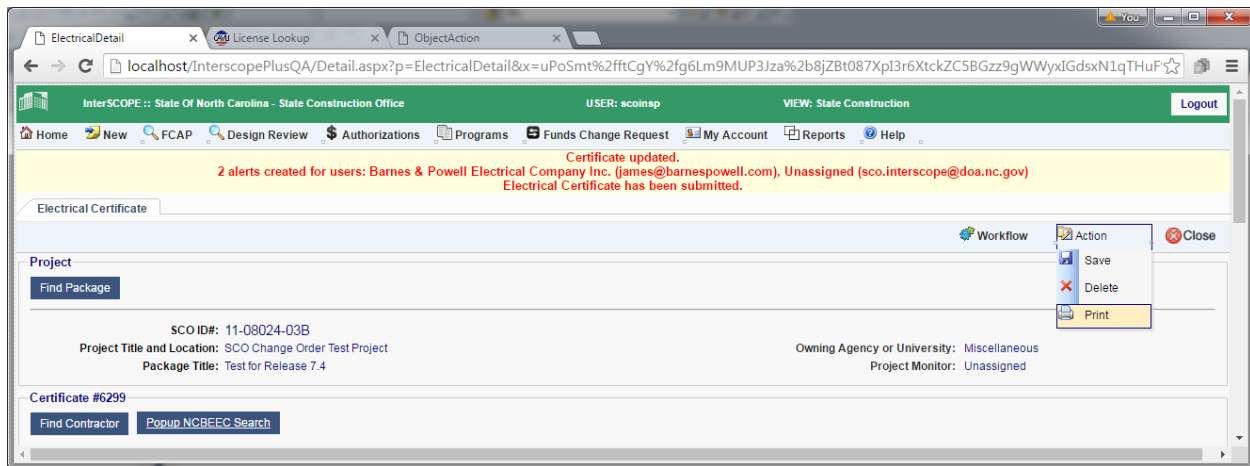 You
ElectricalDetail
License Lookup
ObjectAction
localhost/InterscopePlusQA/Detail.aspx?p=ElectricalDetail&x=uPoSmt%2fftCgY%2fg6Lm9MUP3Jza%2b8jZBt087XpI3r6XtckZC5BGzz9gWWyxIGdsxN1qTHuF
InterSCOPE :: State Of North Carolina - State Construction Office USER: scoinsp VIEW: State Construction Logout
Home New FCAP Design Review Authorizations Programs Funds Change Request My Account Reports Help
Certificate updated.
2 alerts created for users: Barnes & Powell Electrical Company Inc. (james@barnespowell.com), Unassigned (sco.interscope@doa.nc.gov)
Electrical Certificate has been submitted.
Electrical Certificate
Workflow Action Close
Save
Delete
Print
Project
Find Package
SCO ID#: 11-08024-03B
Project Title and Location: SCO Change Order Test Project Owning Agency or University: Miscellaneous
Package Title: Test for Release 7.4 Project Monitor: Unassigned
Certificate #6299
Find Contractor Popup NCBEEC Search